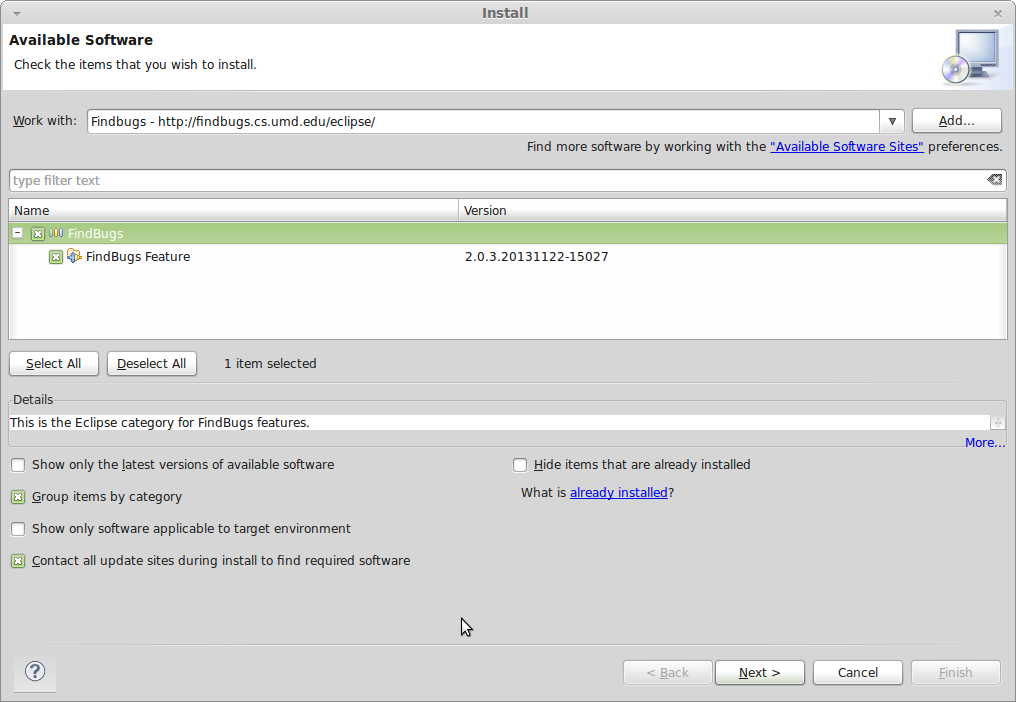 Install
Available Software
Check the items that you wish to install.
Work with: Findbugs - http://findbugs.cs.umd.edu/eclipse/ Add...
Find more software by working with the "Available Software Sites" preferences.
type filter text
Name Version
FindBugs
FindBugs Feature 2.0.3.20131122-15027
Select All Deselect All 1 item selected
Details
This is the Eclipse category for FindBugs features.
More...
Show only the latest versions of available software Hide items that are already installed
Group items by category What is already installed?
Show only software applicable to target environment
Contact all update sites during install to find required software
? < Back Next > Cancel Finish